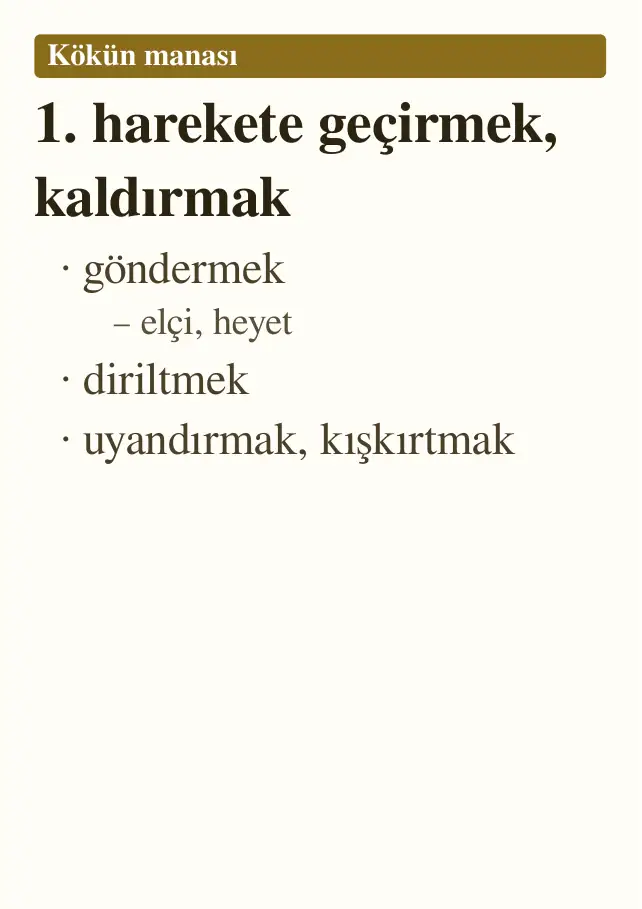 Kökün manası
1. harekete geçirmek,
kaldırmak
· göndermek
– elçi, heyet
· diriltmek
· uyandırmak, kışkırtmak